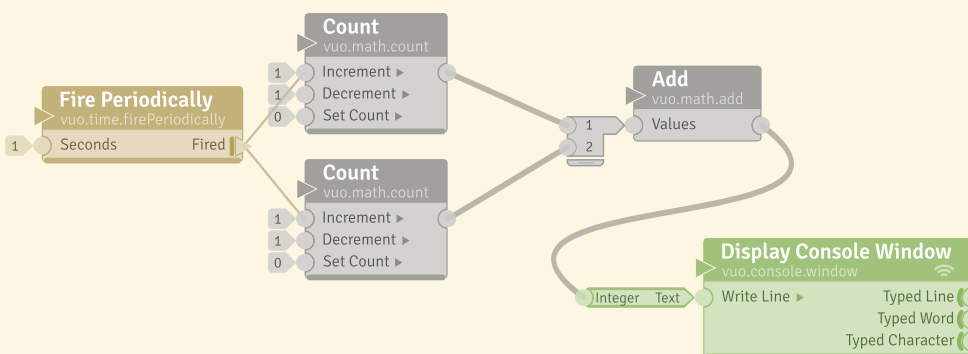 Fire Periodically
vuo.time.firePeriodically
1
Seconds
Fired
Count
vuo.math.count
1
Increment
1
Decrement
0
Set Count
Count
vuo.math.count
1
Increment
1
Decrement
0
Set Count
Add
vuo.math.add
1
2
Values
Integer Text
Display Console Window
vuo.console.window
Write Line
Typed Line
Typed Word
Typed Character